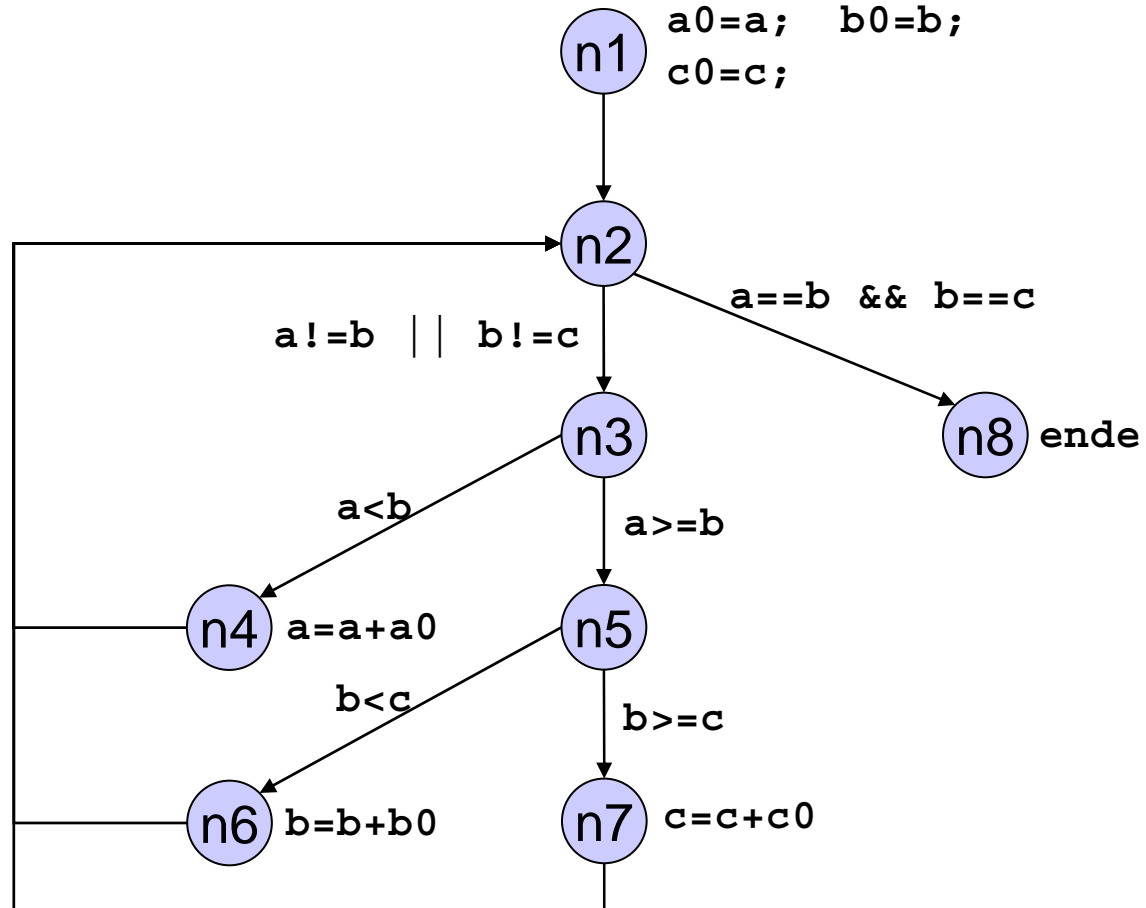 n1
a0=a; b0=b;
c0=c;
n2
a==b && b==c
a!=b || b!=c
n3
n8
ende
a<b
a>=b
n4
a=a+a0
n5
b<c
b>=c
n6
b=b+b0
n7
c=c+c0